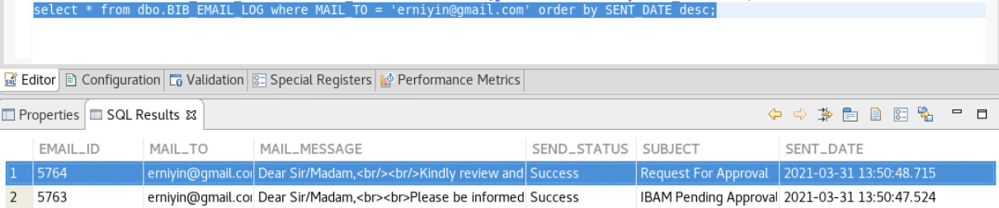 select * from dbo.BIB_EMAIL_LOG where MAIL_TO = 'erniyin@gmail.com' order by SENT_DATE desc;
Editor Configuration Validation Special Registers Performance Metrics
Properties SQL Results
EMAIL_ID MAIL_TO MAIL_MESSAGE SEND_STATUS SUBJECT SENT_DATE
1 5764 erniyin@gmail.co Dear Sir/Madam,<br/><br/>Kindly review and Success Request For Approval 2021-03-31 13:50:48.715
2 5763 erniyin@gmail.co Dear Sir/Madam,<br><br>Please be informed Success IBAM Pending Approval 2021-03-31 13:50:47.524